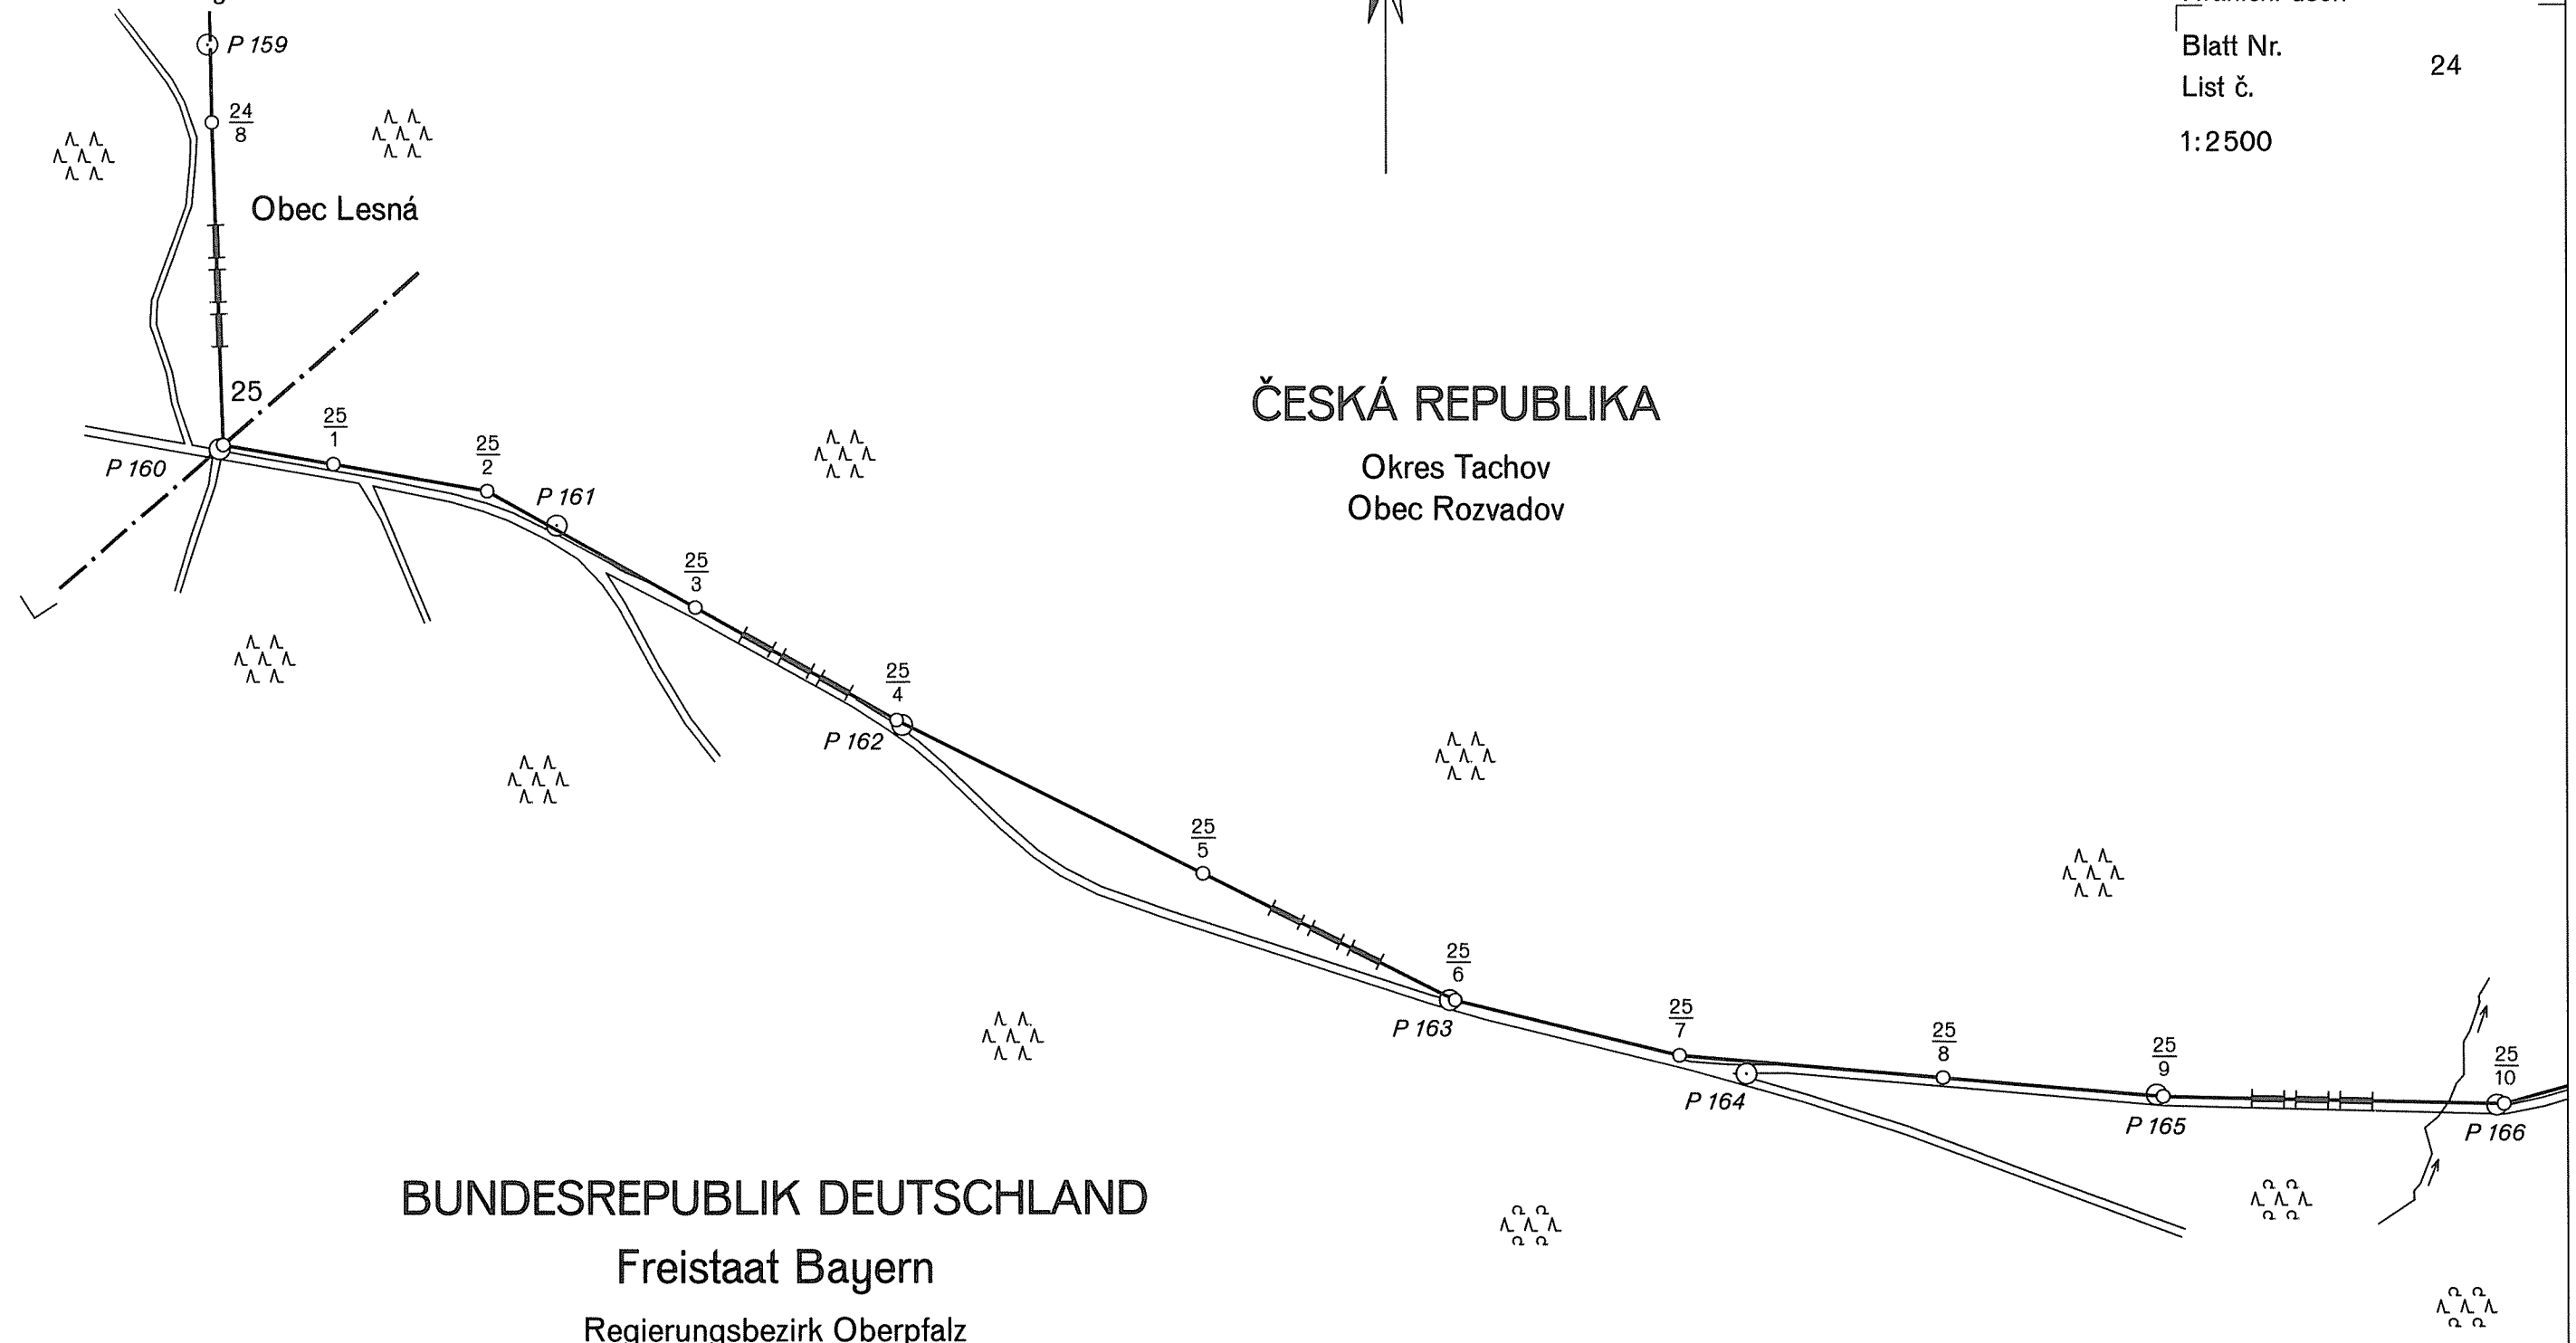 P 159
Blatt Nr.
24
List č.
1:2500
24
8
Obec Lesná
25
25
1
25
2
P 160
P 161
ČESKÁ REPUBLIKA
Okres Tachov
Obec Rozvadov
25
3
25
4
P 162
25
5
25
6
P 163
25
7
25
8
25
9
25
10
P 164
P 165
P 166
BUNDESREPUBLIK DEUTSCHLAND
Freistaat Bayern
Regierungsbezirk Oberpfalz